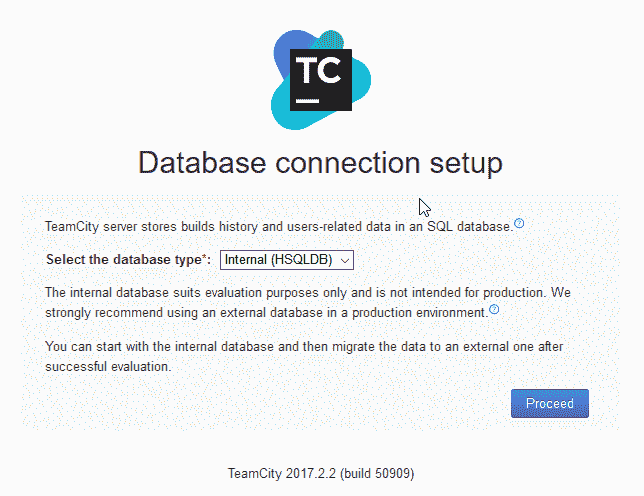 TC
Database connection setup
TeamCity server stores builds history and users-related data in an SQL database.?
Select the database type*: Internal (HSQLDB)
The internal database suits evaluation purposes only and is not intended for production. We
strongly recommend using an external database in a production environment.?
You can start with the internal database and then migrate the data to an external one after
successful evaluation.
Proceed
TeamCity 2017.2.2 (build 50909)